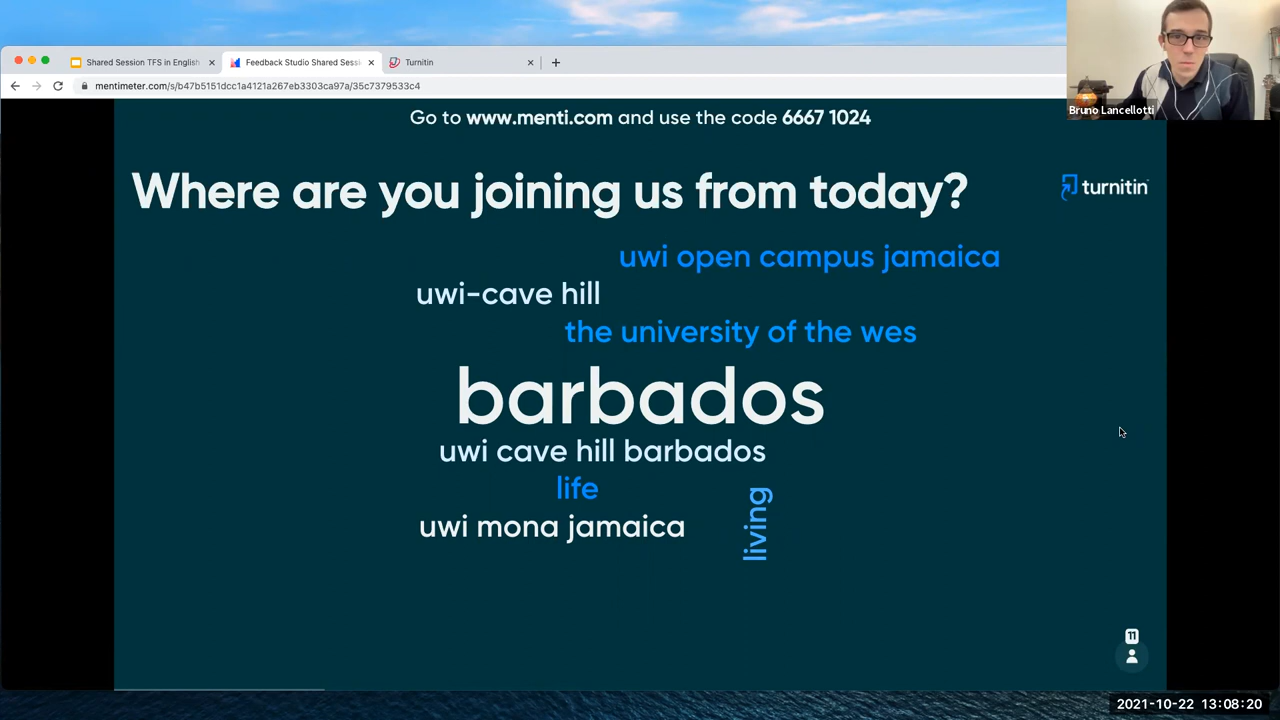 Shared Session TFS in English
Feedback Studio Shared Sessi
Turnitin
mentimeter.com/s/b47b5151dcc1a4121a267eb3303ca97a/35c7379533c4
Bruno Lancellotti
Go to www.menti.com and use the code 6667 1024
Where are you joining us from today?
turnitin
uwi open campus jamaica
uwi-cave hill
the university of the wes
barbados
uwi cave hill barbados
life
living
uwi mona jamaica
11
2021-10-22 13:08:20